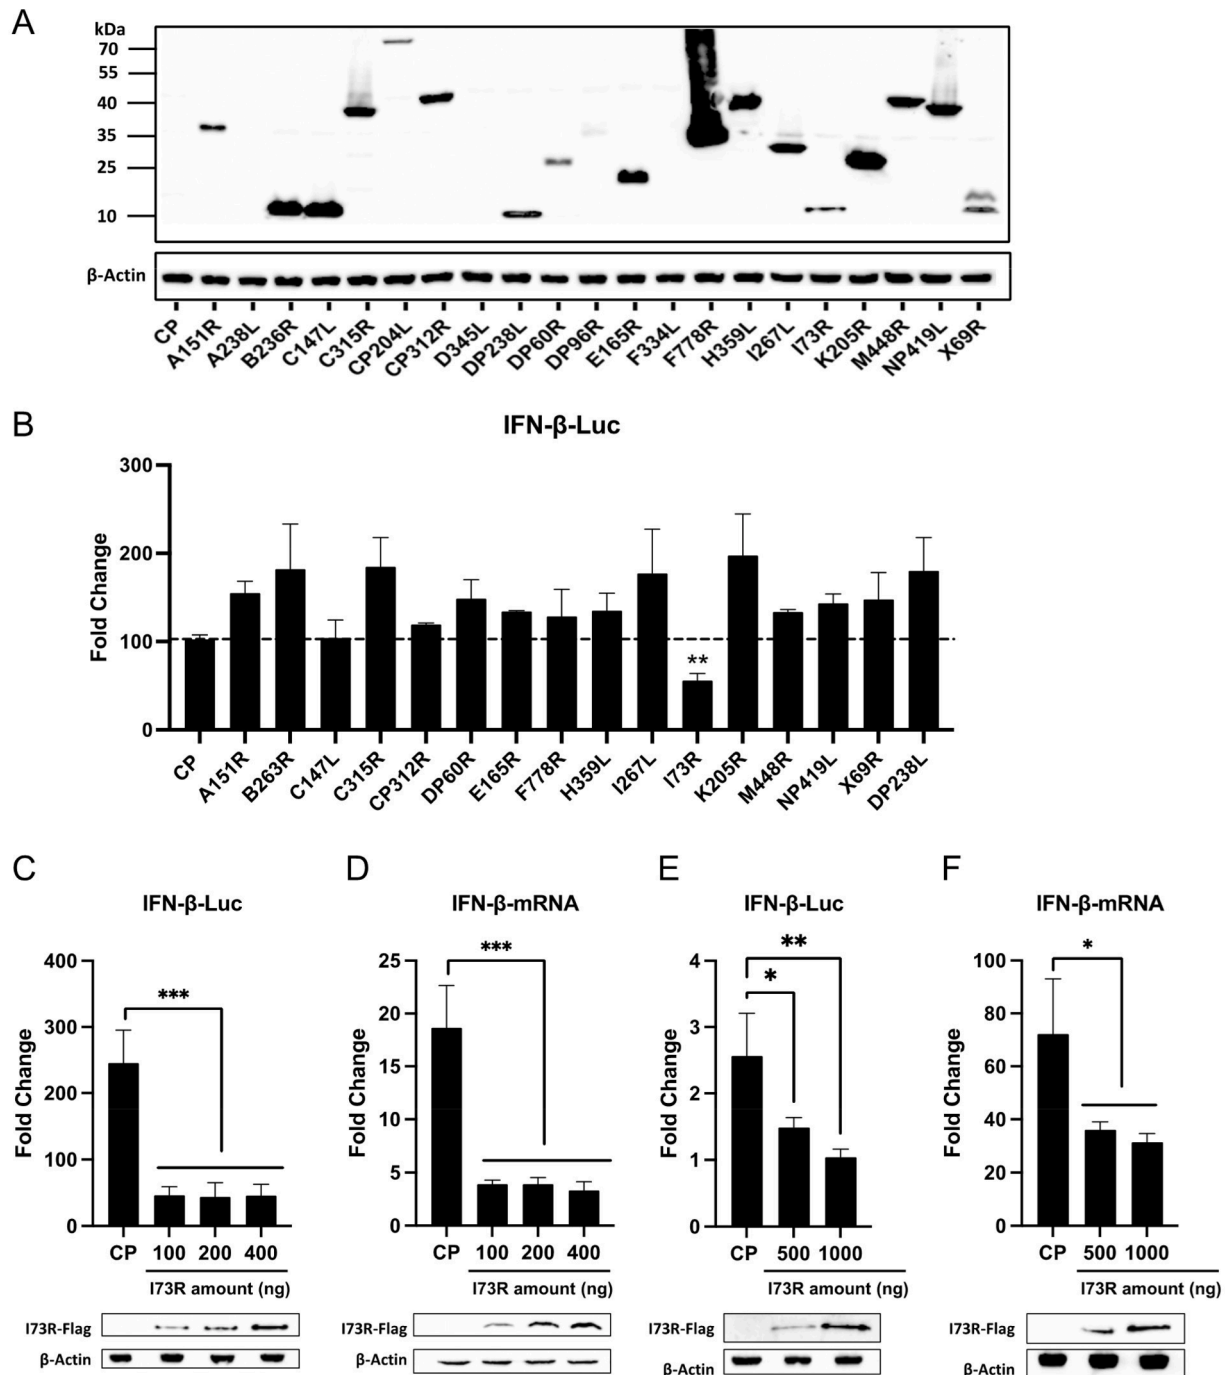 A
kDa
70
55
40
35
25
10
β-Actin
CP A151R A238L B236R C147L C315R CP204L CP312R D345L DP238L DP60R DP96R E165R F334L F778R H359L I267L I73R K205R M448R NP419L X69R
B
IFN-β-Luc
Fold Change
300
200
100
0
**
CP A151R B263R C147L C315R CP312R DP60R E165R F778R H359L I267L I73R K205R M448R NP419L X69R DP238L
C
IFN-β-Luc
Fold Change
400
300
200
100
0
***
CP 100 200 400
I73R amount (ng)
I73R-Flag
β-Actin
D
IFN-β-mRNA
Fold Change
25
20
15
10
5
0
***
CP 100 200 400
I73R amount (ng)
I73R-Flag
β-Actin
E
IFN-β-Luc
Fold Change
4
3
2
1
0
**
*
CP 500 1000
I73R amount (ng)
I73R-Flag
β-Actin
F
IFN-β-mRNA
Fold Change
100
80
60
40
20
0
*
CP 500 1000
I73R amount (ng)
I73R-Flag
β-Actin